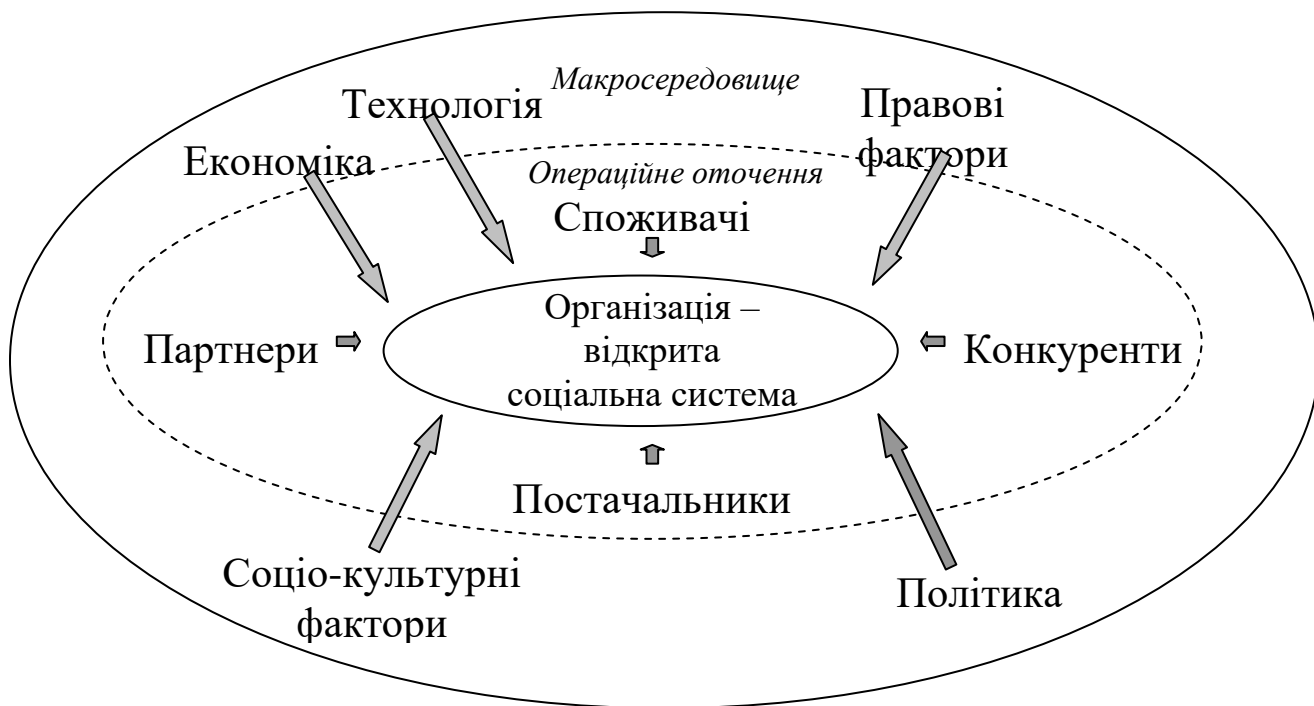 Макросередовище
Технологія
Правові
фактори
Економіка
Операційне оточення
Споживачі
Організація –
відкрита
соціальна система
Партнери
Конкуренти
Постачальники
Соціо-культурні
фактори
Політика